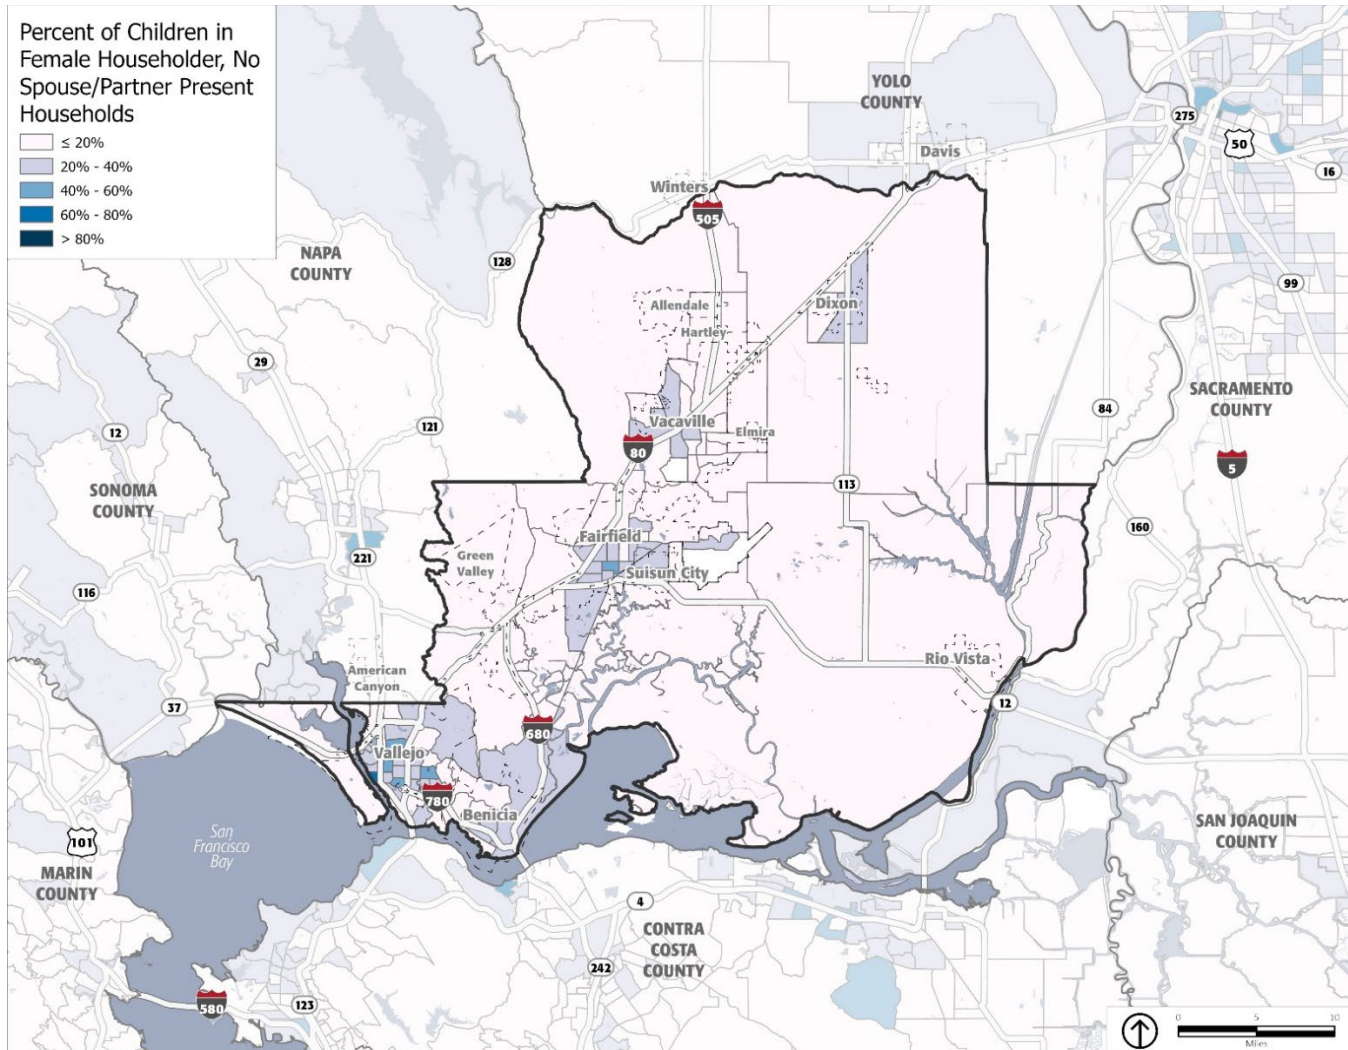 Percent of Children in
Female Householder, No
Spouse/Partner Present
Households
≤ 20%
20% - 40%
40% - 60%
60% - 80%
> 80%
YOLO
COUNTY
275
50
Davis
16
Winters
505
NAPA
COUNTY
128
99
Allendale
Dixon
Hartley
29
SACRAMENTO
COUNTY
84
12
121
Vacaville
Elmira
80
5
SONOMA
COUNTY
113
160
Fairfield
221
Green
Valley
Suisun City
116
Rio Vista
American
Canyon
37
12
680
Vallejo
780
Benicia
San
Francisco
Bay
101
MARIN
COUNTY
SAN JOAQUIN
COUNTY
4
CONTRA
COSTA
COUNTY
242
580
123
0
5
10
Miles